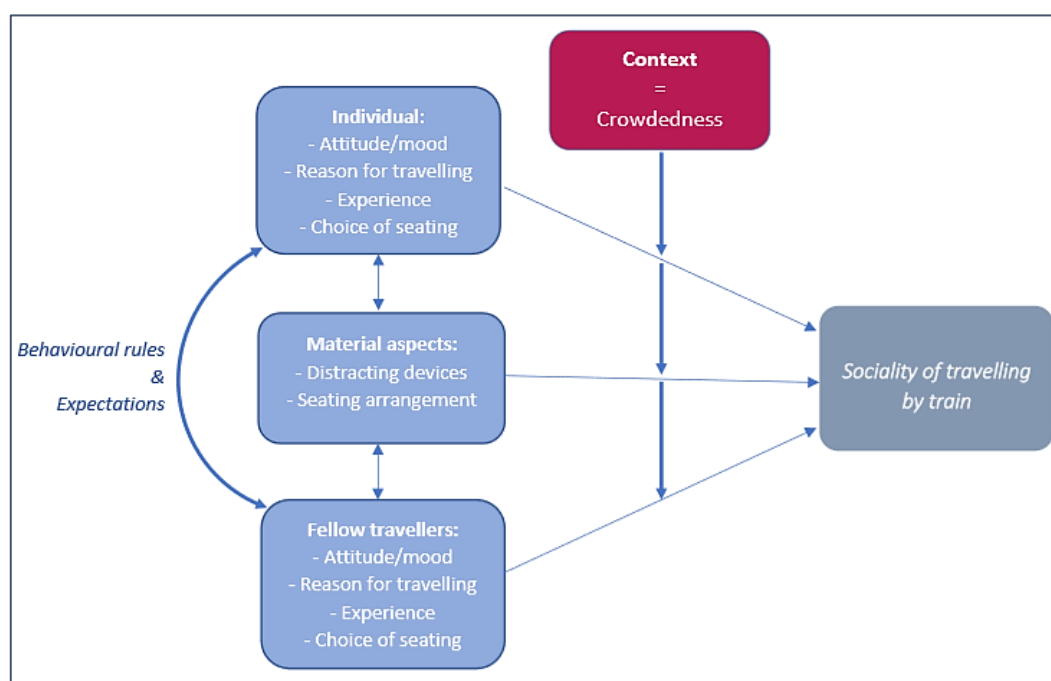 Context
=
Crowdedness
Individual:
- Attitude/mood
- Reason for travelling
- Experience
- Choice of seating
Behavioural rules
&
Expectations
Material aspects:
- Distracting devices
- Seating arrangement
Sociality of travelling
by train
Fellow travellers:
- Attitude/mood
- Reason for travelling
- Experience
- Choice of seating